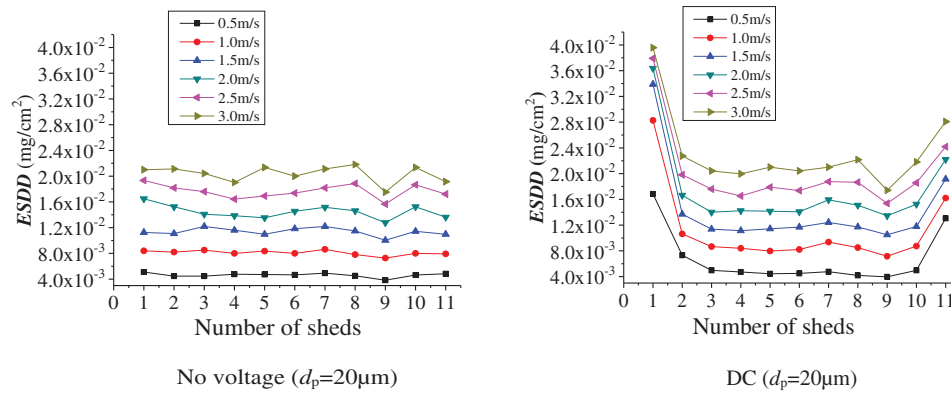 0.5m/s
1.0m/s
1.5m/s
2.0m/s
2.5m/s
3.0m/s
ESDD (mg/cm²)
4.0x10⁻²
3.6x10⁻²
3.2x10⁻²
2.8x10⁻²
2.4x10⁻²
2.0x10⁻²
1.6x10⁻²
1.2x10⁻²
8.0x10⁻³
4.0x10⁻³
0 1 2 3 4 5 6 7 8 9 10 11
Number of sheds
No voltage (dₚ=20μm)
0.5m/s
1.0m/s
1.5m/s
2.0m/s
2.5m/s
3.0m/s
ESDD (mg/cm²)
4.0x10⁻²
3.6x10⁻²
3.2x10⁻²
2.8x10⁻²
2.4x10⁻²
2.0x10⁻²
1.6x10⁻²
1.2x10⁻²
8.0x10⁻³
4.0x10⁻³
0 1 2 3 4 5 6 7 8 9 10 11
Number of sheds
DC (dₚ=20μm)